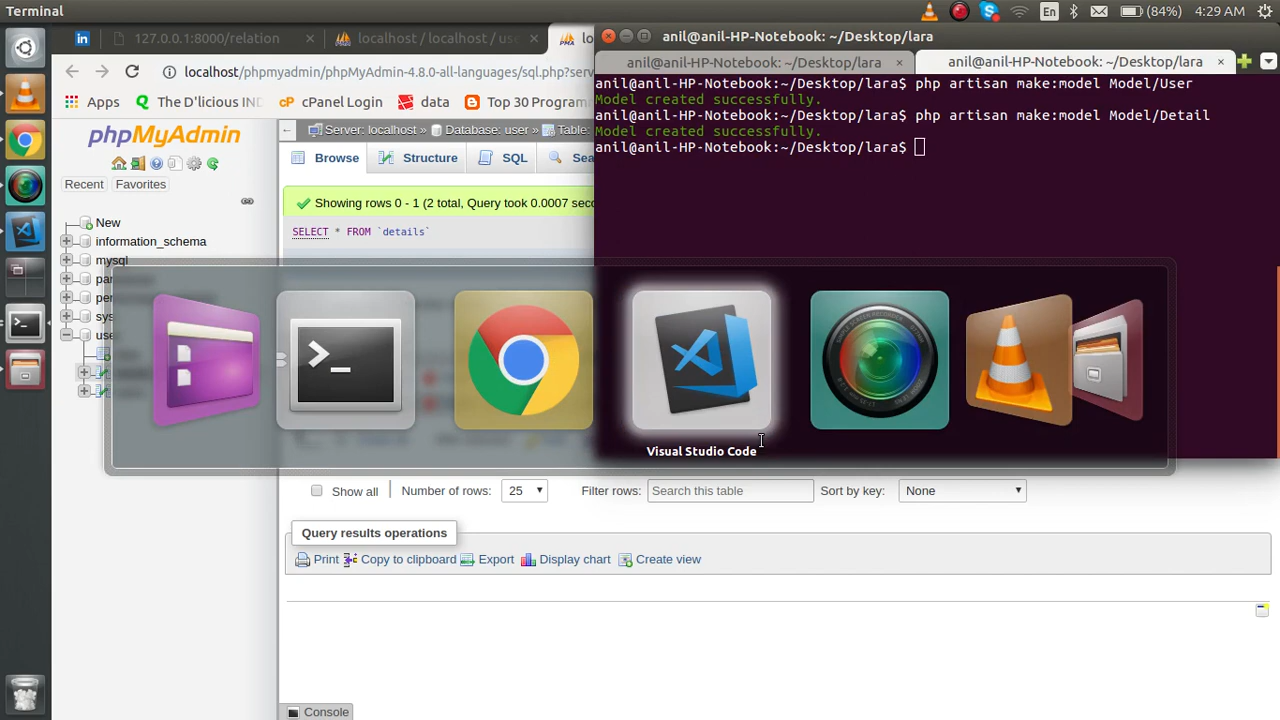 Terminal
En
(84%)
4:29 AM
127.0.0.1:8000/relation
localhost / localhost / use
lo
localhost/phpmyadmin/phpMyAdmin-4.8.0-all-languages/sql.php?serv
Apps
The D'licious IND
cPanel Login
data
Top 30 Programm
anil@anil-HP-Notebook: ~/Desktop/lara
anil@anil-HP-Notebook: ~/Desktop/lara
anil@anil-HP-Notebook: ~/Desktop/lara
anil@anil-HP-Notebook:~/Desktop/lara$ php artisan make:model Model/User
Model created successfully.
anil@anil-HP-Notebook:~/Desktop/lara$ php artisan make:model Model/Detail
Model created successfully.
anil@anil-HP-Notebook:~/Desktop/lara$
phpMyAdmin
Recent
Favorites
New
information_schema
mysql
pe
sys
use
Server: localhost » Database: user » Table:
Browse
Structure
SQL
Sea
Showing rows 0 - 1 (2 total, Query took 0.0007 seco
SELECT * FROM `details`
Visual Studio Code
Show all
Number of rows:
25
Filter rows:
Search this table
Sort by key:
None
Query results operations
Print
Copy to clipboard
Export
Display chart
Create view
Console